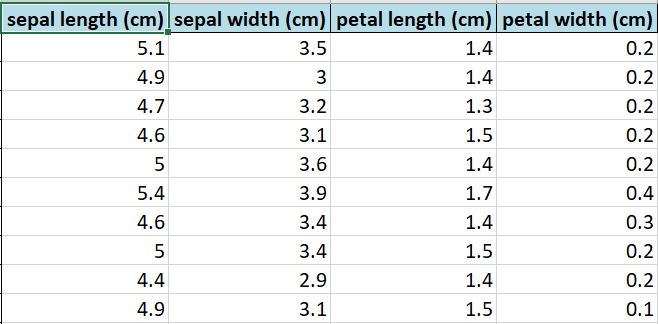 sepal length (cm) sepal width (cm) petal length (cm) petal width (cm)
5.1 3.5 1.4 0.2
4.9 3 1.4 0.2
4.7 3.2 1.3 0.2
4.6 3.1 1.5 0.2
5 3.6 1.4 0.2
5.4 3.9 1.7 0.4
4.6 3.4 1.4 0.3
5 3.4 1.5 0.2
4.4 2.9 1.4 0.2
4.9 3.1 1.5 0.1